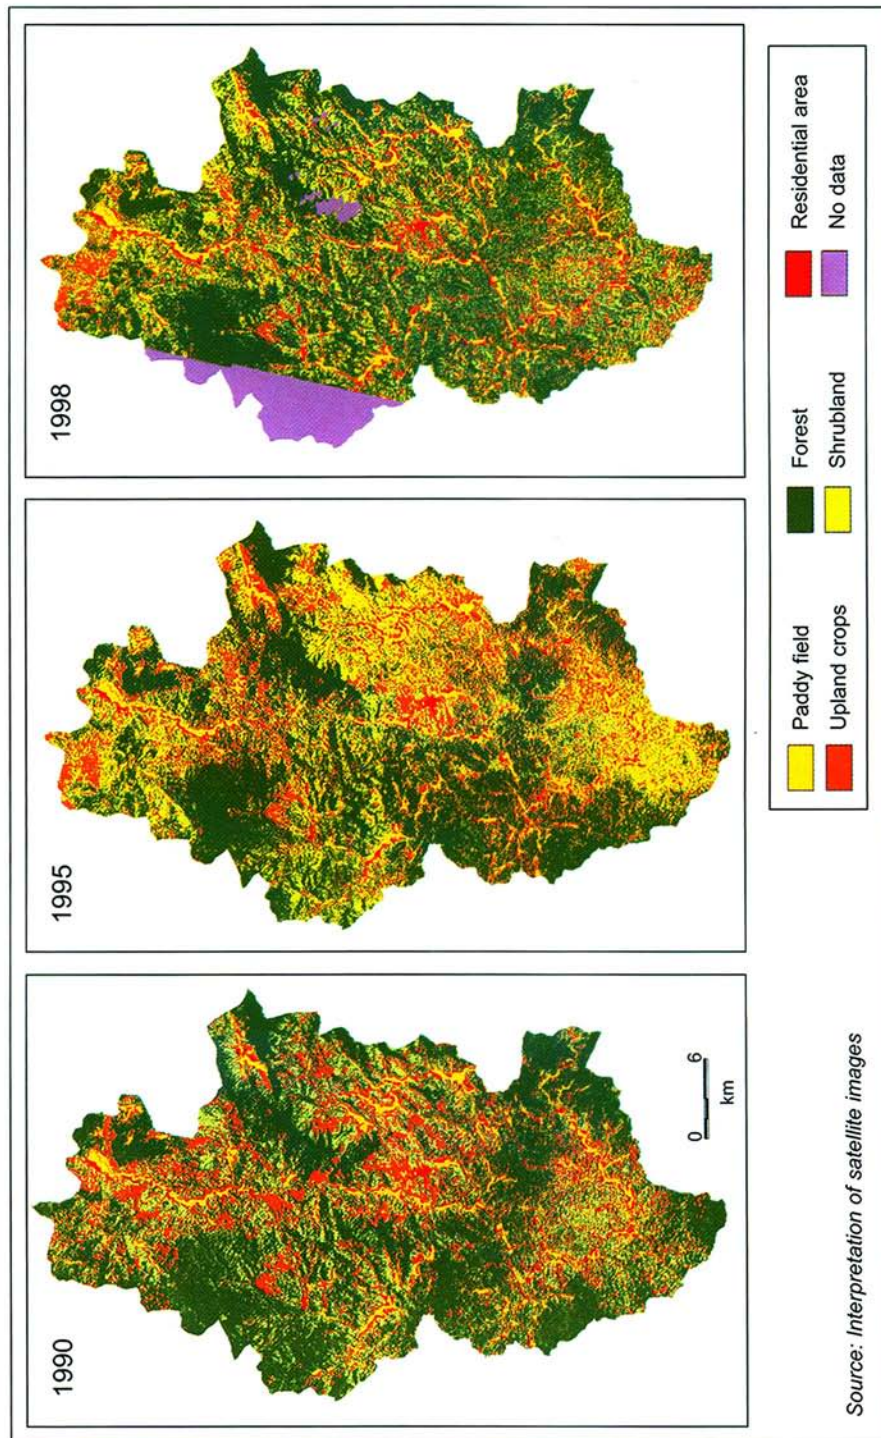 1990
1995
1998
0 6
km
Paddy field
Forest
Residential area
Upland crops
Shrubland
No data
Source: Interpretation of satellite images